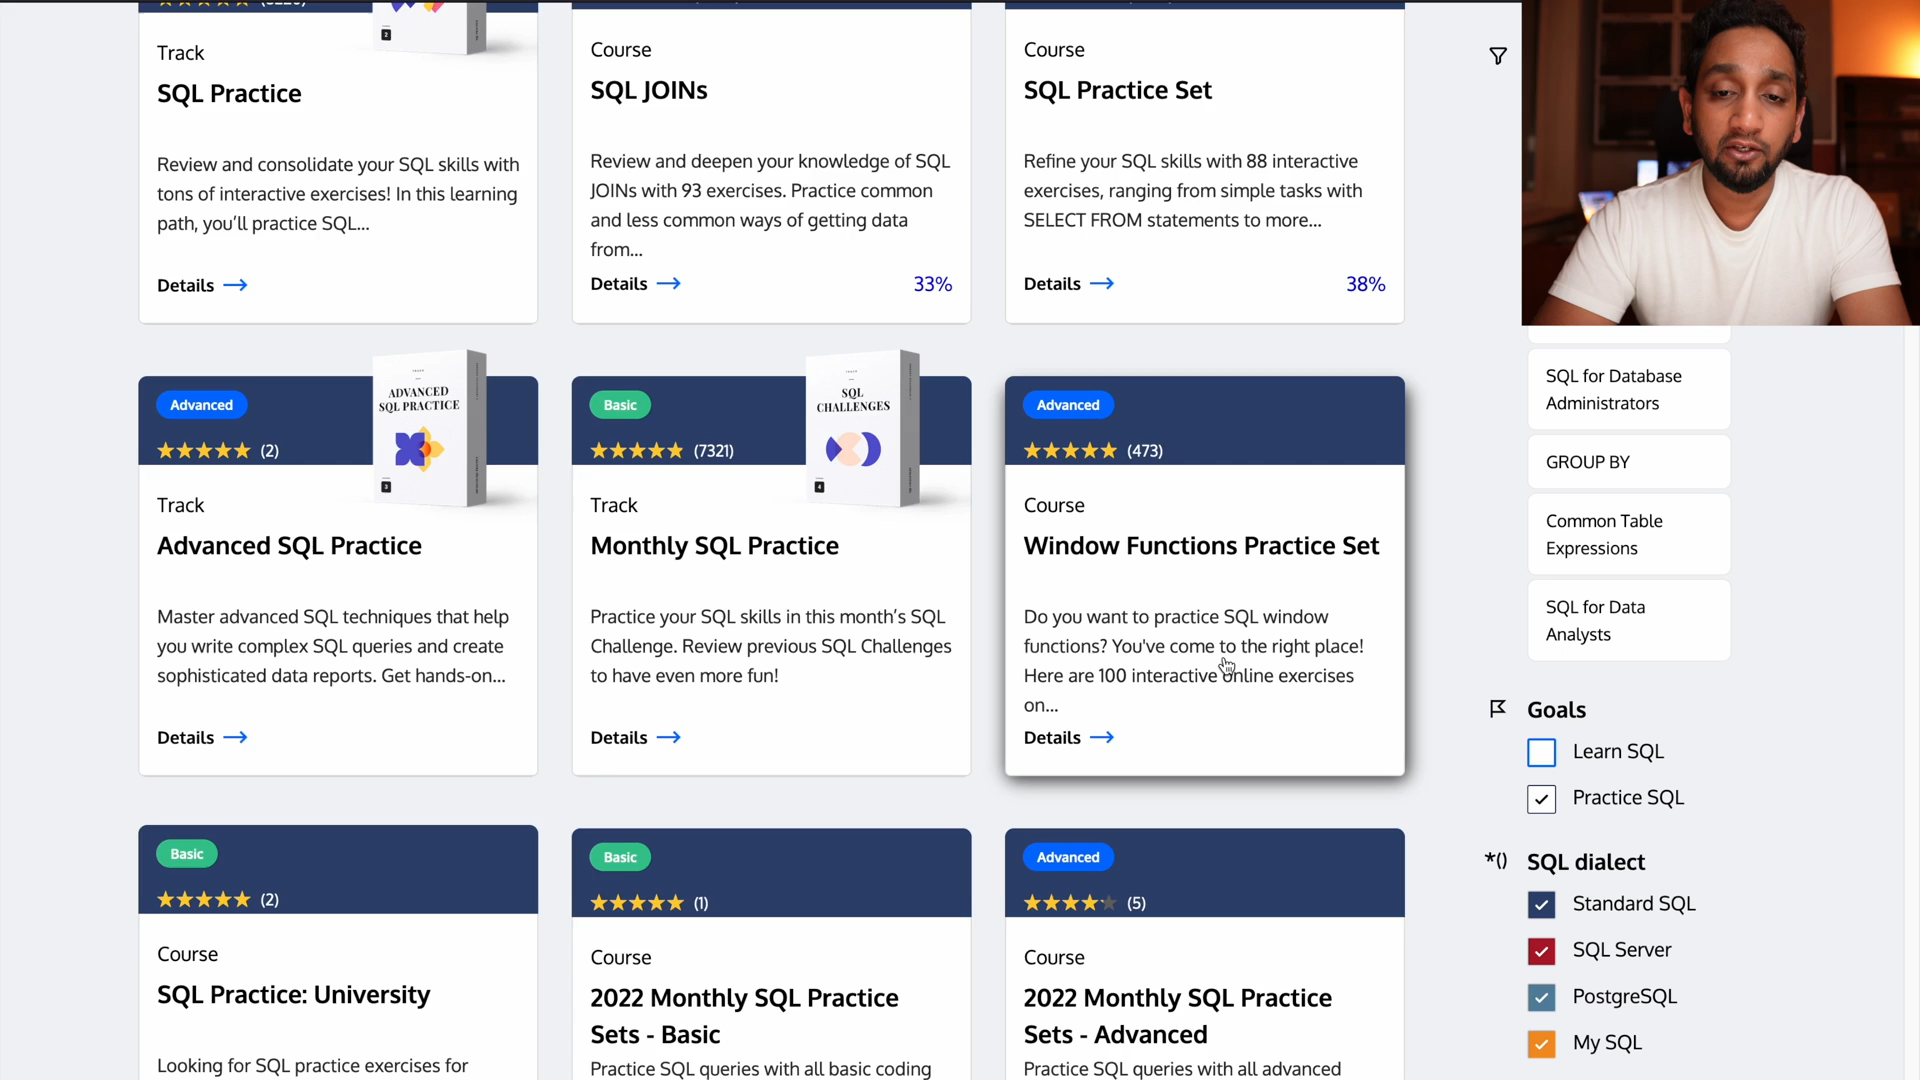 Track
SQL Practice
Review and consolidate your SQL skills with
tons of interactive exercises! In this learning
path, you'll practice SQL...
Details
Course
SQL JOINs
Review and deepen your knowledge of SQL
JOINs with 93 exercises. Practice common
and less common ways of getting data
from...
Details
33%
Course
SQL Practice Set
Refine your SQL skills with 88 interactive
exercises, ranging from simple tasks with
SELECT FROM statements to more...
Details
38%
Advanced
(2)
ADVANCED
SQL PRACTICE
3
Track
Advanced SQL Practice
Master advanced SQL techniques that help
you write complex SQL queries and create
sophisticated data reports. Get hands-on...
Details
Basic
(7321)
SQL
CHALLENGES
4
Track
Monthly SQL Practice
Practice your SQL skills in this month's SQL
Challenge. Review previous SQL Challenges
to have even more fun!
Details
Advanced
(473)
Course
Window Functions Practice Set
Do you want to practice SQL window
functions? You've come to the right place!
Here are 100 interactive online exercises
on...
Details
Basic
(2)
Course
SQL Practice: University
Looking for SQL practice exercises for
Basic
(1)
Course
2022 Monthly SQL Practice
Sets - Basic
Practice SQL queries with all basic coding
Advanced
(5)
Course
2022 Monthly SQL Practice
Sets - Advanced
Practice SQL queries with all advanced
SQL for Database
Administrators
GROUP BY
Common Table
Expressions
SQL for Data
Analysts
Goals
Learn SQL
Practice SQL
*() SQL dialect
Standard SQL
SQL Server
PostgreSQL
My SQL